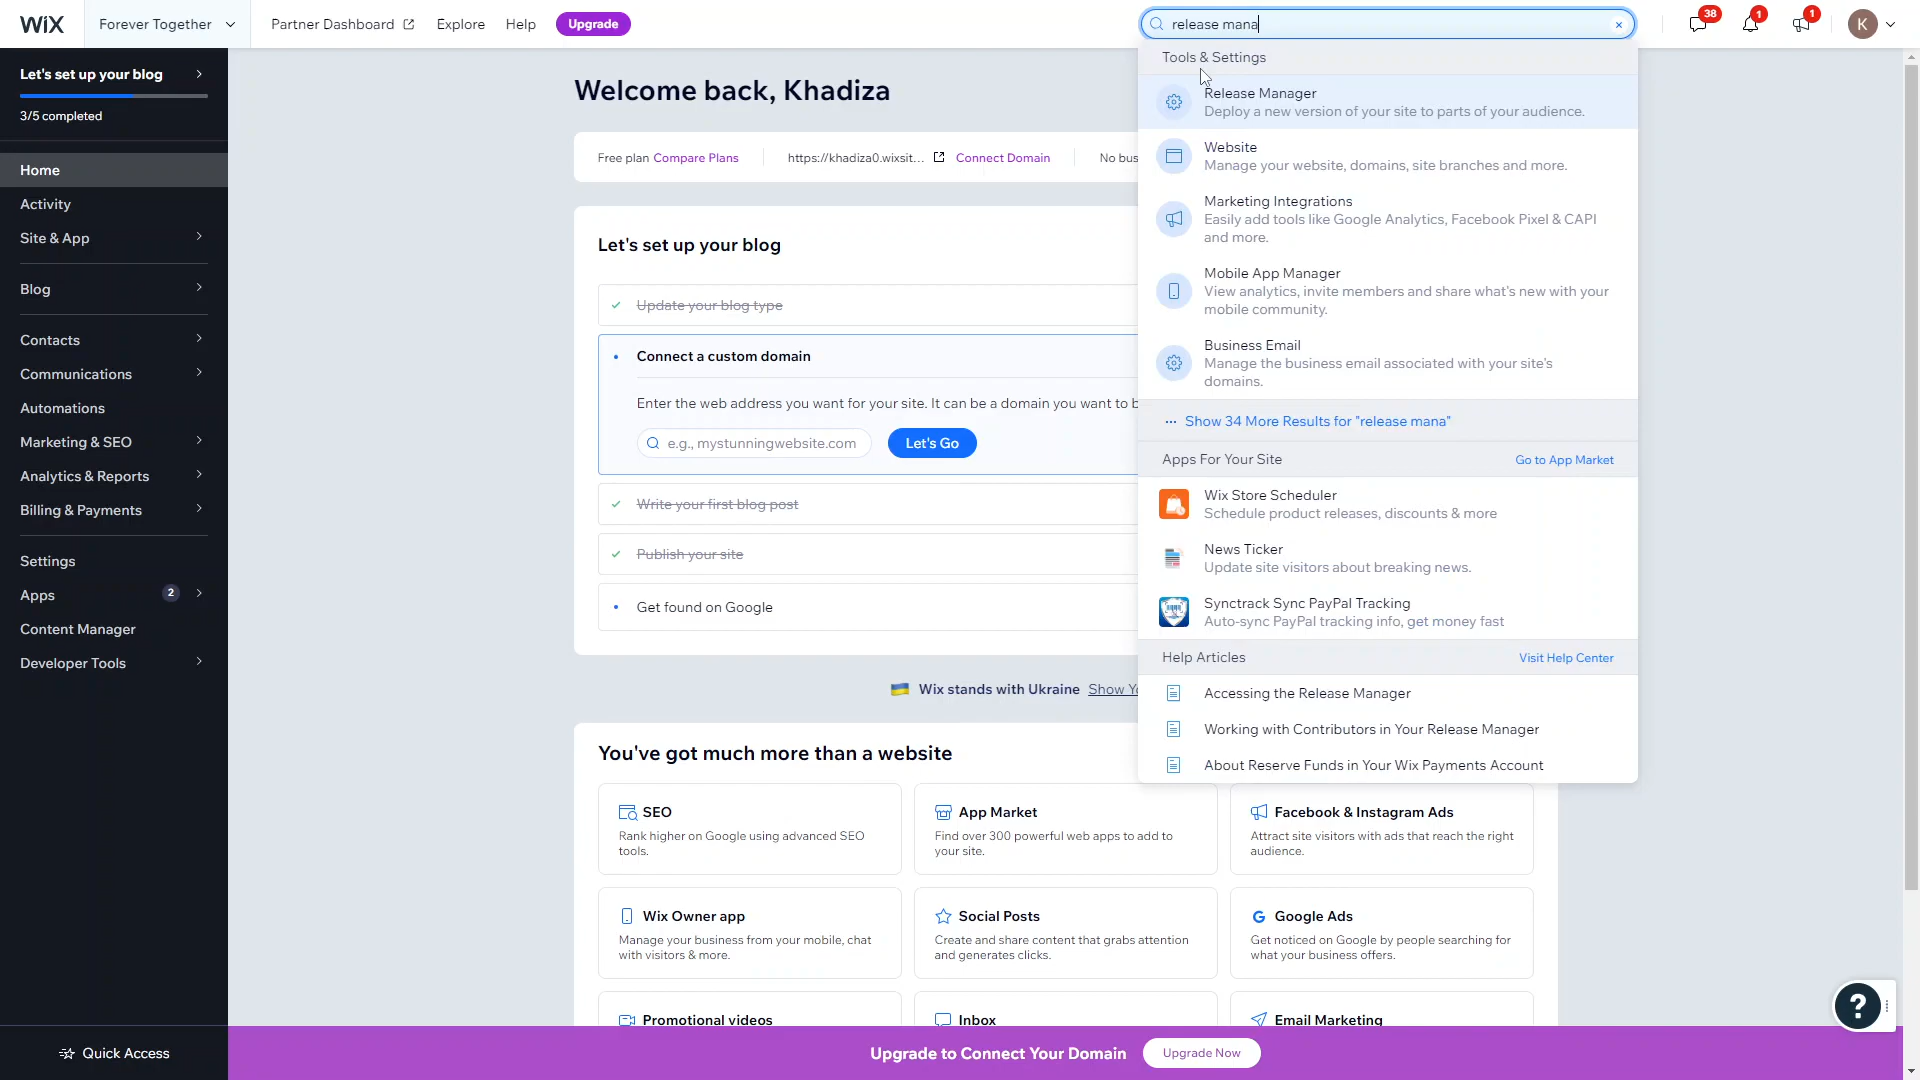 WiX
Forever Together
Partner Dashboard
Explore
Help
Upgrade
release mana
38
1
1
K
Let's set up your blog
3/5 completed
Home
Activity
Site & App
Blog
Contacts
Communications
Automations
Marketing & SEO
Analytics & Reports
Billing & Payments
Settings
Apps
2
Content Manager
Developer Tools
Quick Access
Welcome back, Khadiza
Free plan Compare Plans
https://khadiza0.wixsit...
Connect Domain
No bus
Let's set up your blog
Update your blog type
Connect a custom domain
Enter the web address you want for your site. It can be a domain you want to b
e.g., mystunningwebsite.com
Let's Go
Write your first blog post
Publish your site
Get found on Google
Wix stands with Ukraine Show Yo
You've got much more than a website
SEO
Rank higher on Google using advanced SEO
tools.
App Market
Find over 300 powerful web apps to add to
your site.
Facebook & Instagram Ads
Attract site visitors with ads that reach the right
audience.
Wix Owner app
Manage your business from your mobile, chat
with visitors & more.
Social Posts
Create and share content that grabs attention
and generates clicks.
Google Ads
Get noticed on Google by people searching for
what your business offers.
Promotional videos
Inbox
Email Marketing
Tools & Settings
Release Manager
Deploy a new version of your site to parts of your audience.
Website
Manage your website, domains, site branches and more.
Marketing Integrations
Easily add tools like Google Analytics, Facebook Pixel & CAPI
and more.
Mobile App Manager
View analytics, invite members and share what's new with your
mobile community.
Business Email
Manage the business email associated with your site's
domains.
Show 34 More Results for "release mana"
Apps For Your Site
Go to App Market
Wix Store Scheduler
Schedule product releases, discounts & more
News Ticker
Update site visitors about breaking news.
Synctrack Sync PayPal Tracking
Auto-sync PayPal tracking info, get money fast
Help Articles
Visit Help Center
Accessing the Release Manager
Working with Contributors in Your Release Manager
About Reserve Funds in Your Wix Payments Account
Upgrade to Connect Your Domain
Upgrade Now
?